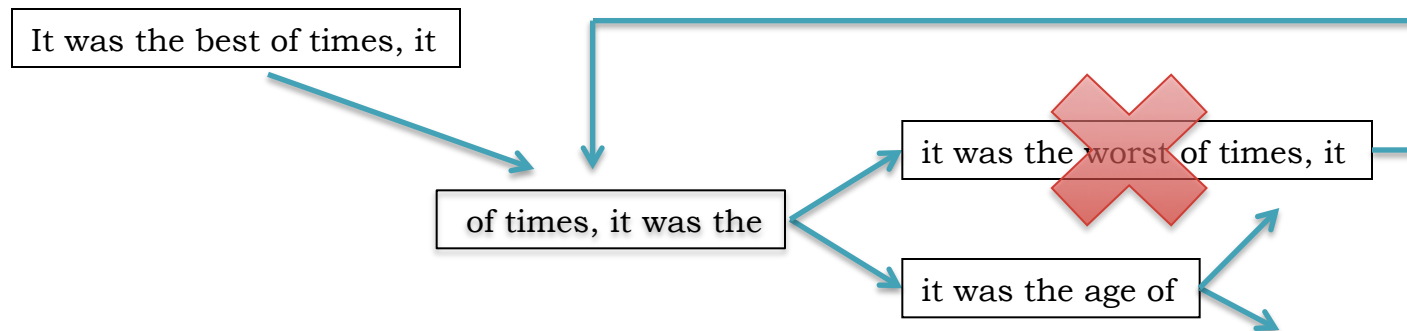 It was the best of times, it
it was the worst of times, it
of times, it was the
it was the age of